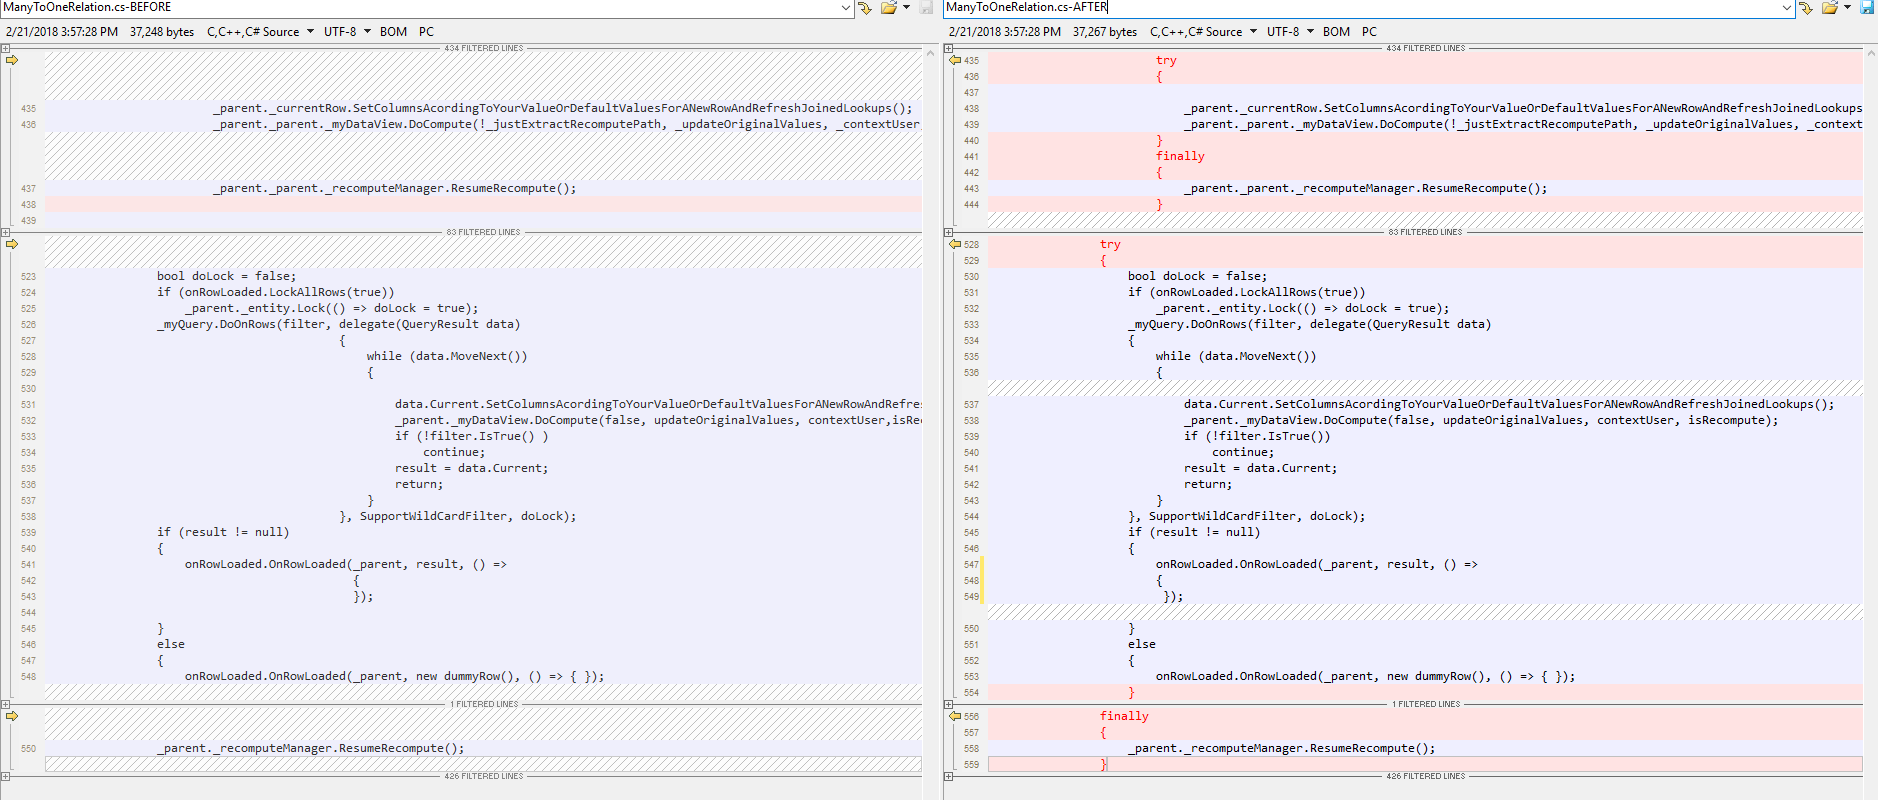 ManyToOneRelation.cs-BEFORE
2/21/2018 3:57:28 PM 37,248 bytes C,C++,C# Source UTF-8 BOM PC
434 FILTERED LINES
435 _parent._currentRow.SetColumnsAcordingToYourValueOrDefaultValuesForANewRowAndRefreshJoinedLookups();
436 _parent._parent._myDataView.DoCompute(!_justExtractRecomputePath, _updateOriginalValues, _contextUser,
437 _parent._parent._recomputeManager.ResumeRecompute();
438
439
83 FILTERED LINES
523 bool doLock = false;
524 if (onRowLoaded.LockAllRows(true))
525 _parent._entity.Lock(() => doLock = true);
526 _myQuery.DoOnRows(filter, delegate(QueryResult data)
527 {
528 while (data.MoveNext())
529 {
530
531 data.Current.SetColumnsAcordingToYourValueOrDefaultValuesForANewRowAndRefres
532 _parent._myDataView.DoCompute(false, updateOriginalValues, contextUser,isRec
533 if (!filter.IsTrue() )
534 continue;
535 result = data.Current;
536 return;
537 }
538 }, SupportWildCardFilter, doLock);
539 if (result != null)
540 {
541 onRowLoaded.OnRowLoaded(_parent, result, () =>
542 {
543 });
544
545 }
546 else
547 {
548 onRowLoaded.OnRowLoaded(_parent, new dummyRow(), () => { });
1 FILTERED LINES
550 _parent._recomputeManager.ResumeRecompute();
426 FILTERED LINES
ManyToOneRelation.cs-AFTER
2/21/2018 3:57:28 PM 37,267 bytes C,C++,C# Source UTF-8 BOM PC
434 FILTERED LINES
435 try
436 {
437
438 _parent._currentRow.SetColumnsAcordingToYourValueOrDefaultValuesForANewRowAndRefreshJoinedLookups
439 _parent._parent._myDataView.DoCompute(!_justExtractRecomputePath, _updateOriginalValues, _context
440 }
441 finally
442 {
443 _parent._parent._recomputeManager.ResumeRecompute();
444 }
83 FILTERED LINES
528 try
529 {
530 bool doLock = false;
531 if (onRowLoaded.LockAllRows(true))
532 _parent._entity.Lock(() => doLock = true);
533 _myQuery.DoOnRows(filter, delegate(QueryResult data)
534 {
535 while (data.MoveNext())
536 {
537 data.Current.SetColumnsAcordingToYourValueOrDefaultValuesForANewRowAndRefreshJoinedLookups();
538 _parent._myDataView.DoCompute(false, updateOriginalValues, contextUser, isRecompute);
539 if (!filter.IsTrue())
540 continue;
541 result = data.Current;
542 return;
543 }
544 }, SupportWildCardFilter, doLock);
545 if (result != null)
546 {
547 onRowLoaded.OnRowLoaded(_parent, result, () =>
548 {
549 });
550 }
551 else
552 {
553 onRowLoaded.OnRowLoaded(_parent, new dummyRow(), () => { });
554 }
1 FILTERED LINES
556 finally
557 {
558 _parent._recomputeManager.ResumeRecompute();
559 }
426 FILTERED LINES